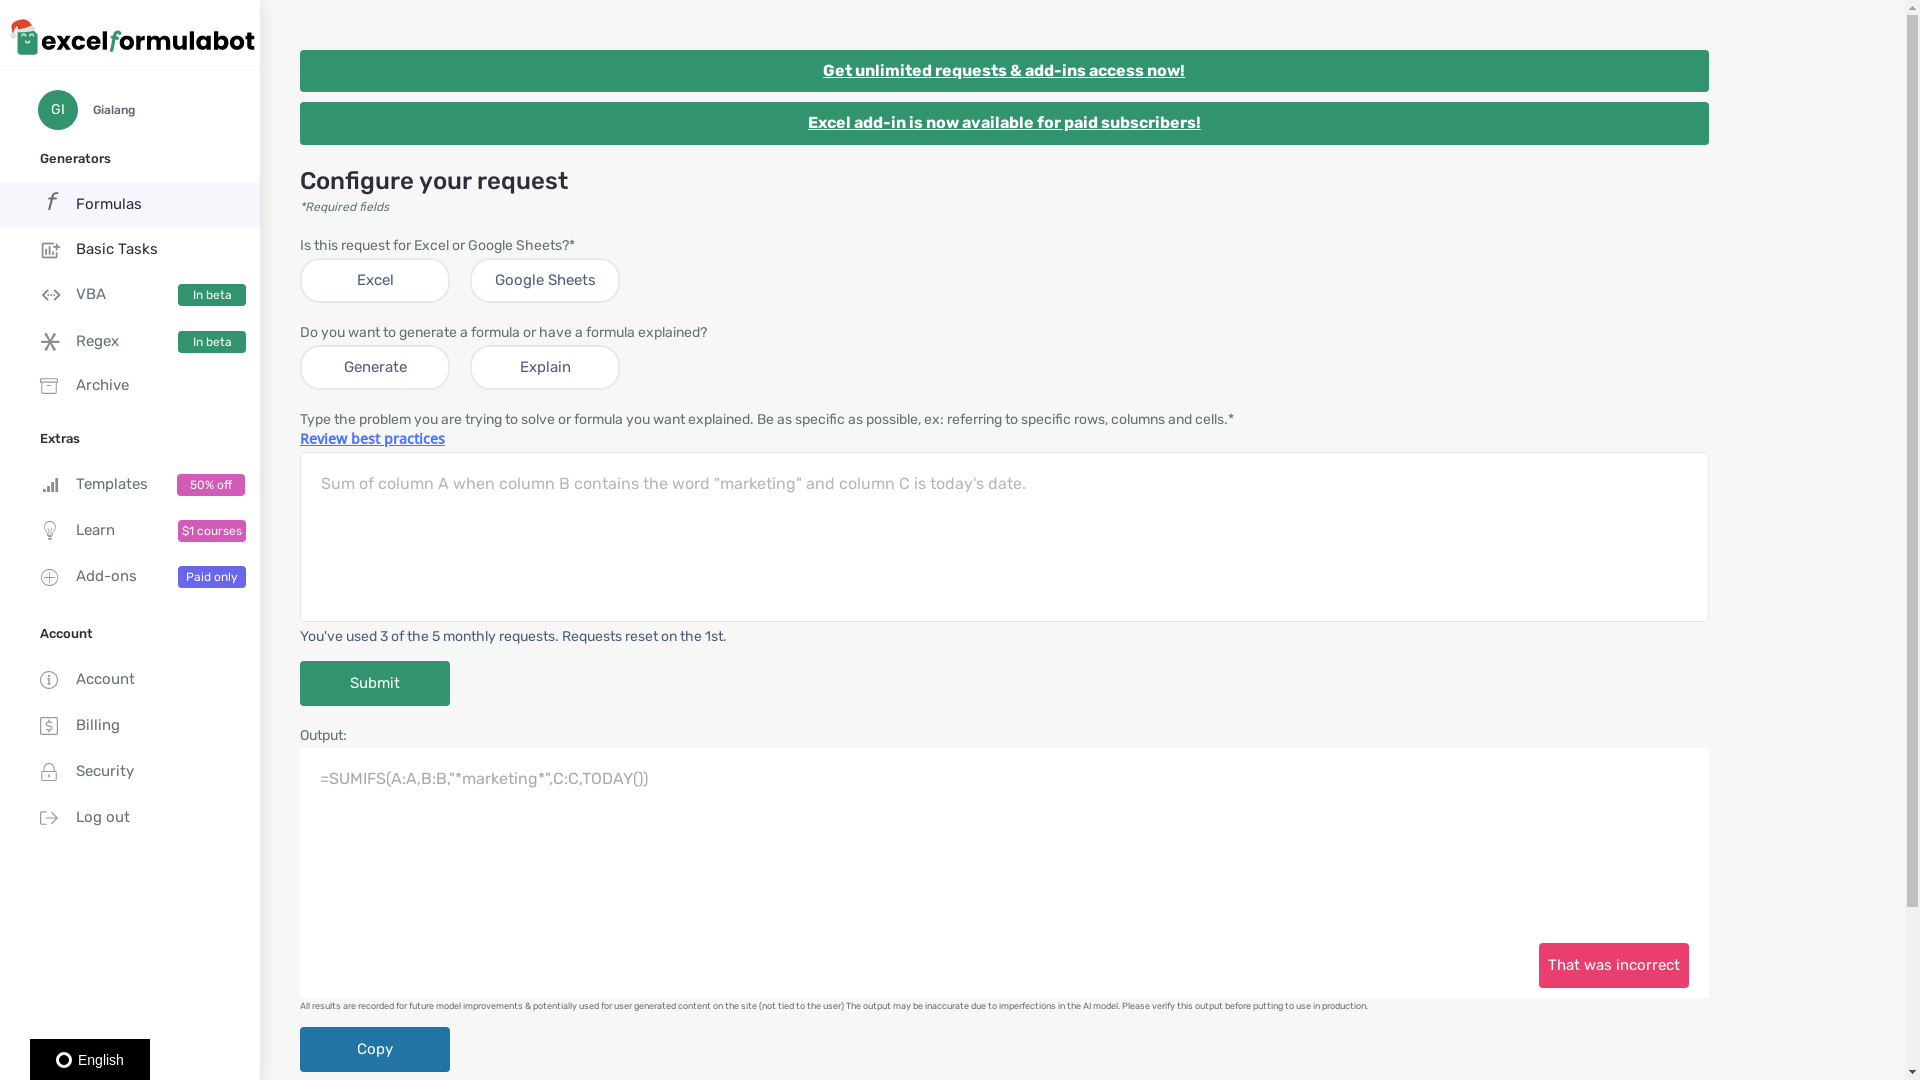 excelformulabot
GI
Gialang
Generators
Formulas
Basic Tasks
VBA
In beta
Regex
In beta
Archive
Extras
Templates
50% off
Learn
$1 courses
Add-ons
Paid only
Account
Account
Billing
Security
Log out
English
Get unlimited requests & add-ins access now!
Excel add-in is now available for paid subscribers!
Configure your request
*Required fields
Is this request for Excel or Google Sheets?*
Excel
Google Sheets
Do you want to generate a formula or have a formula explained?
Generate
Explain
Type the problem you are trying to solve or formula you want explained. Be as specific as possible, ex: referring to specific rows, columns and cells.*
Review best practices
Sum of column A when column B contains the word "marketing" and column C is today's date.
You've used 3 of the 5 monthly requests. Requests reset on the 1st.
Submit
Output:
=SUMIFS(A:A,B:B,"*marketing*",C:C,TODAY())
That was incorrect
All results are recorded for future model improvements & potentially used for user generated content on the site (not tied to the user) The output may be inaccurate due to imperfections in the AI model. Please verify this output before putting to use in production.
Copy